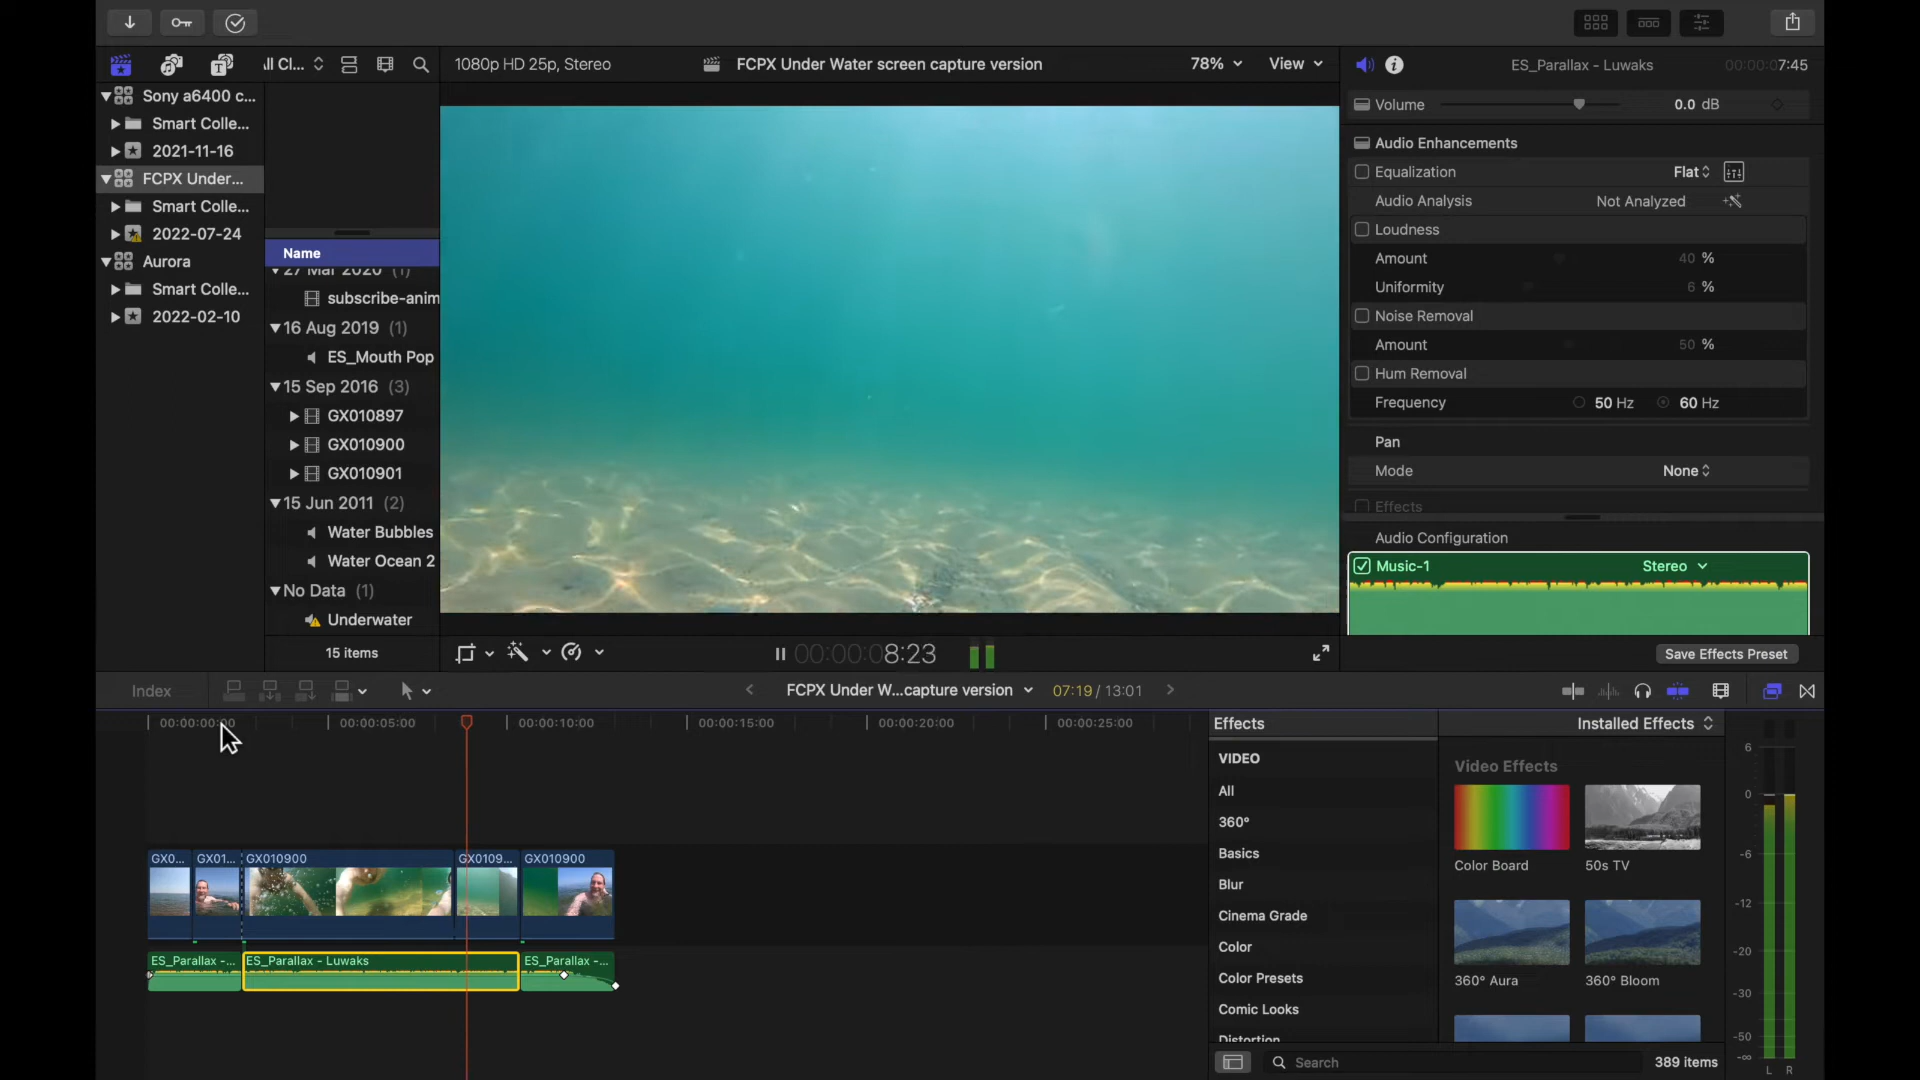 ll Cl...
1080p HD 25p, Stereo
FCPX Under Water screen capture version
78%
View
ES_Parallax - Luwaks
00:00:07:45
Sony a6400 c...
Smart Colle...
2021-11-16
FCPX Under...
Smart Colle...
2022-07-24
Aurora
Smart Colle...
2022-02-10
Name
27 Mar 2020 (1)
subscribe-anim
16 Aug 2019 (1)
ES_Mouth Pop
15 Sep 2016 (3)
GX010897
GX010900
GX010901
15 Jun 2011 (2)
Water Bubbles
Water Ocean 2
No Data (1)
Underwater
15 items
00:00:08:23
Volume
0.0 dB
Audio Enhancements
Equalization
Flat
Audio Analysis
Not Analyzed
Loudness
Amount
40 %
Uniformity
6 %
Noise Removal
Amount
50 %
Hum Removal
Frequency
50 Hz
60 Hz
Pan
Mode
None
Effects
Audio Configuration
Music-1
Stereo
Save Effects Preset
Index
FCPX Under W...capture version
07:19 / 13:01
00:00:00:00
00:00:05:00
00:00:10:00
00:00:15:00
00:00:20:00
00:00:25:00
GX0...
GX01...
GX010900
GX0109...
GX010900
ES_Parallax -...
ES_Parallax - Luwaks
ES_Parallax -...
Effects
Installed Effects
VIDEO
All
360°
Basics
Blur
Cinema Grade
Color
Color Presets
Comic Looks
Distortion
Video Effects
Color Board
50s TV
360° Aura
360° Bloom
Search
389 items
6
0
-6
-12
-20
-30
-50
-∞
L R